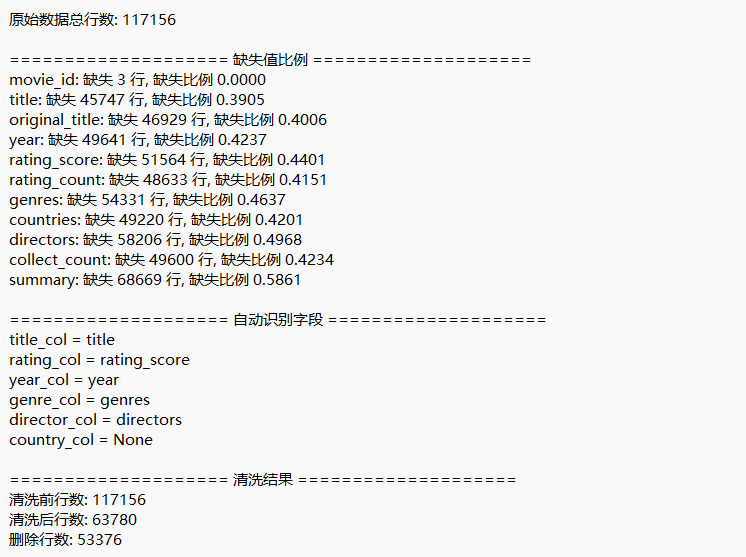 原始数据总行数: 117156
==================== 缺失值比例 ====================
movie_id: 缺失 3 行, 缺失比例 0.0000
title: 缺失 45747 行, 缺失比例 0.3905
original_title: 缺失 46929 行, 缺失比例 0.4006
year: 缺失 49641 行, 缺失比例 0.4237
rating_score: 缺失 51564 行, 缺失比例 0.4401
rating_count: 缺失 48633 行, 缺失比例 0.4151
genres: 缺失 54331 行, 缺失比例 0.4637
countries: 缺失 49220 行, 缺失比例 0.4201
directors: 缺失 58206 行, 缺失比例 0.4968
collect_count: 缺失 49600 行, 缺失比例 0.4234
summary: 缺失 68669 行, 缺失比例 0.5861
==================== 自动识别字段 ====================
title_col = title
rating_col = rating_score
year_col = year
genre_col = genres
director_col = directors
country_col = None
==================== 清洗结果 ====================
清洗前行数: 117156
清洗后行数: 63780
删除行数: 53376